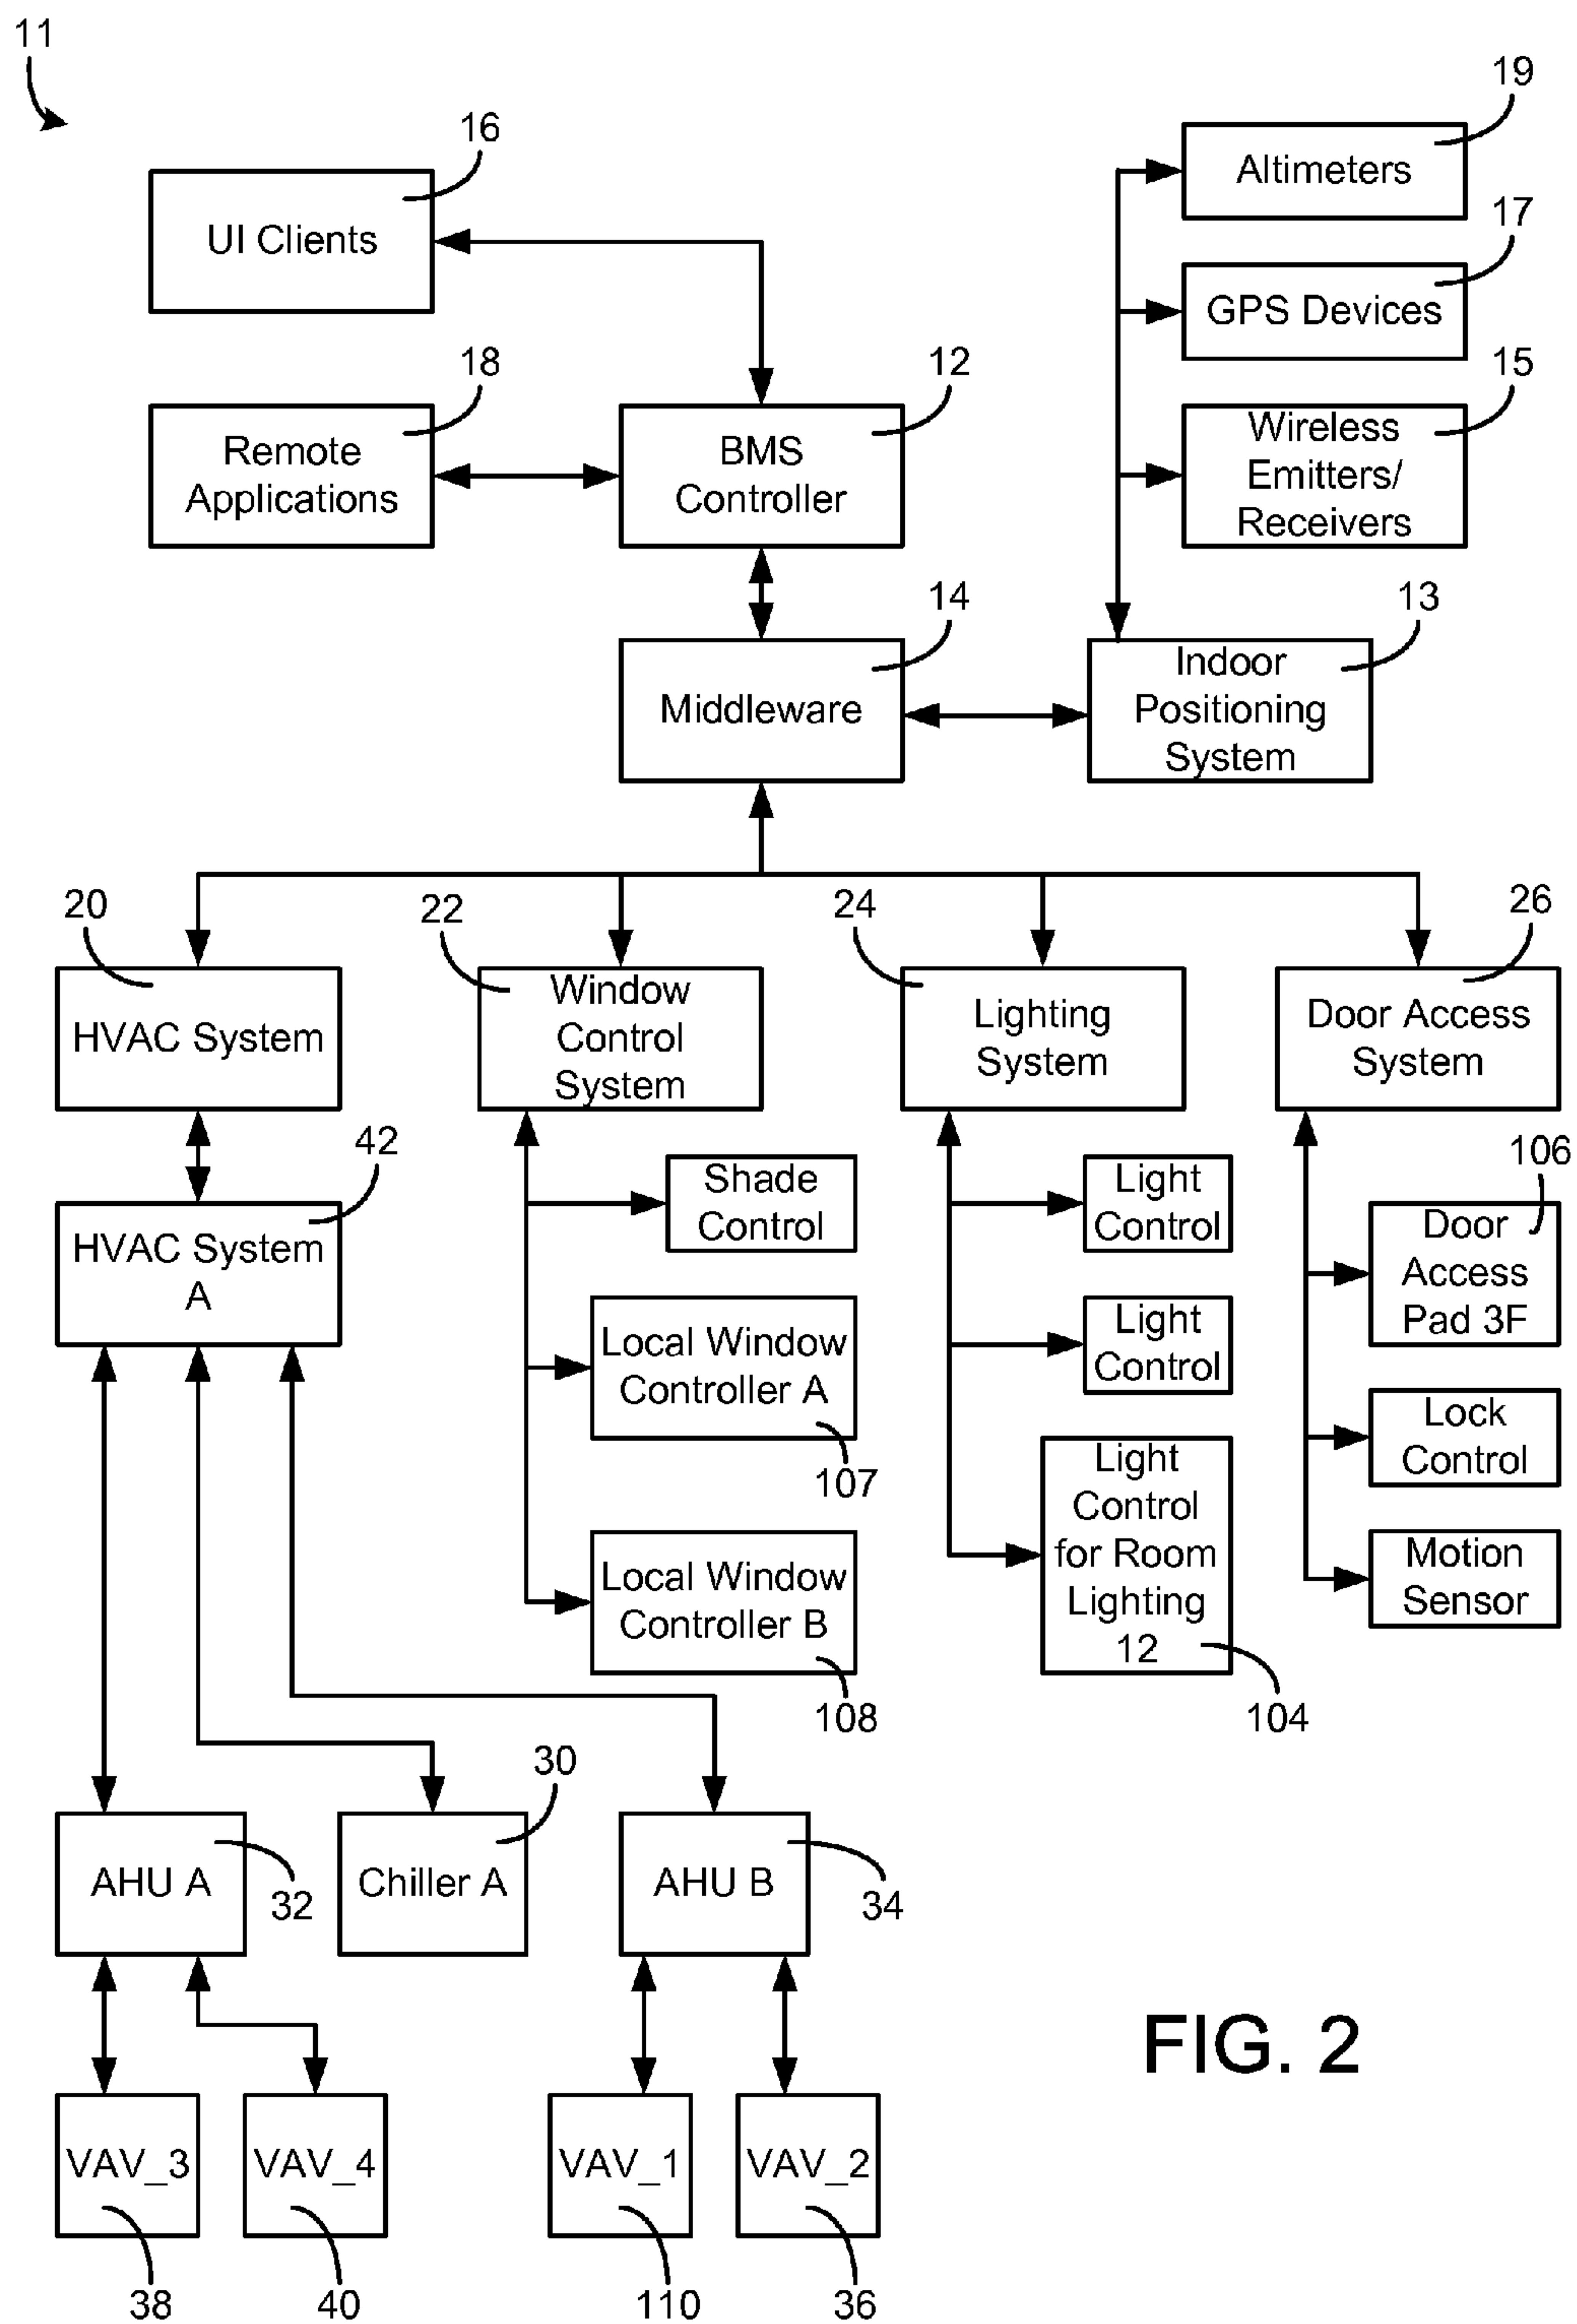 11
16
UI Clients
19
Altimeters
17
GPS Devices
18
Remote
Applications
12
BMS
Controller
15
Wireless
Emitters/
Receivers
14
Middleware
13
Indoor
Positioning
System
20
HVAC System
22
Window
Control
System
24
Lighting
System
26
Door Access
System
42
HVAC System
A
Shade
Control
Local Window
Controller A
107
Local Window
Controller B
108
Light
Control
Light
Control
Light
Control
for Room
Lighting
12
104
106
Door
Access
Pad 3F
Lock
Control
Motion
Sensor
AHU A
32
30
Chiller A
AHU B
34
VAV_3
38
VAV_4
40
VAV_1
110
VAV_2
36
FIG. 2